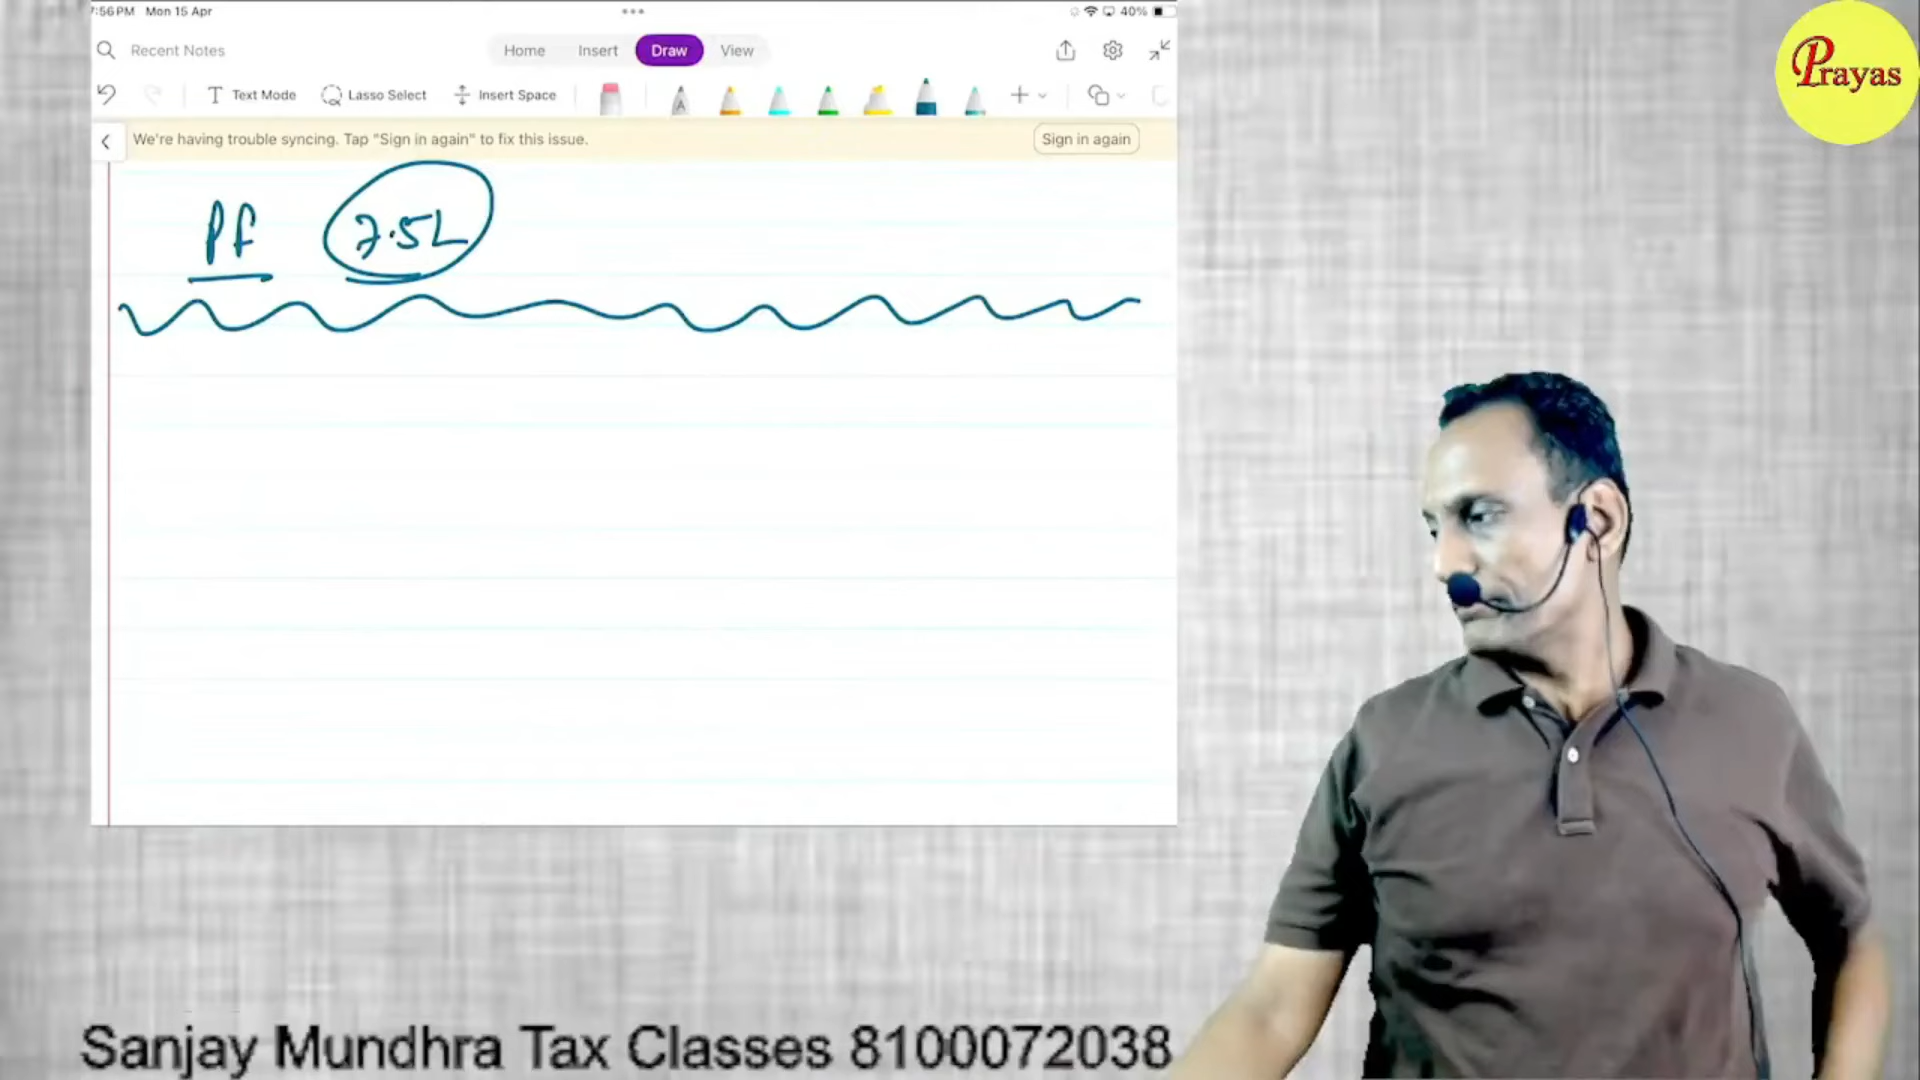 7:56 PM Mon 15 Apr
40%
Prayas
Recent Notes
Home Insert Draw View
Text Mode Lasso Select Insert Space
A
We're having trouble syncing. Tap "Sign in again" to fix this issue.
Sign in again
Pf 7.5L
Sanjay Mundhra Tax Classes 8100072038